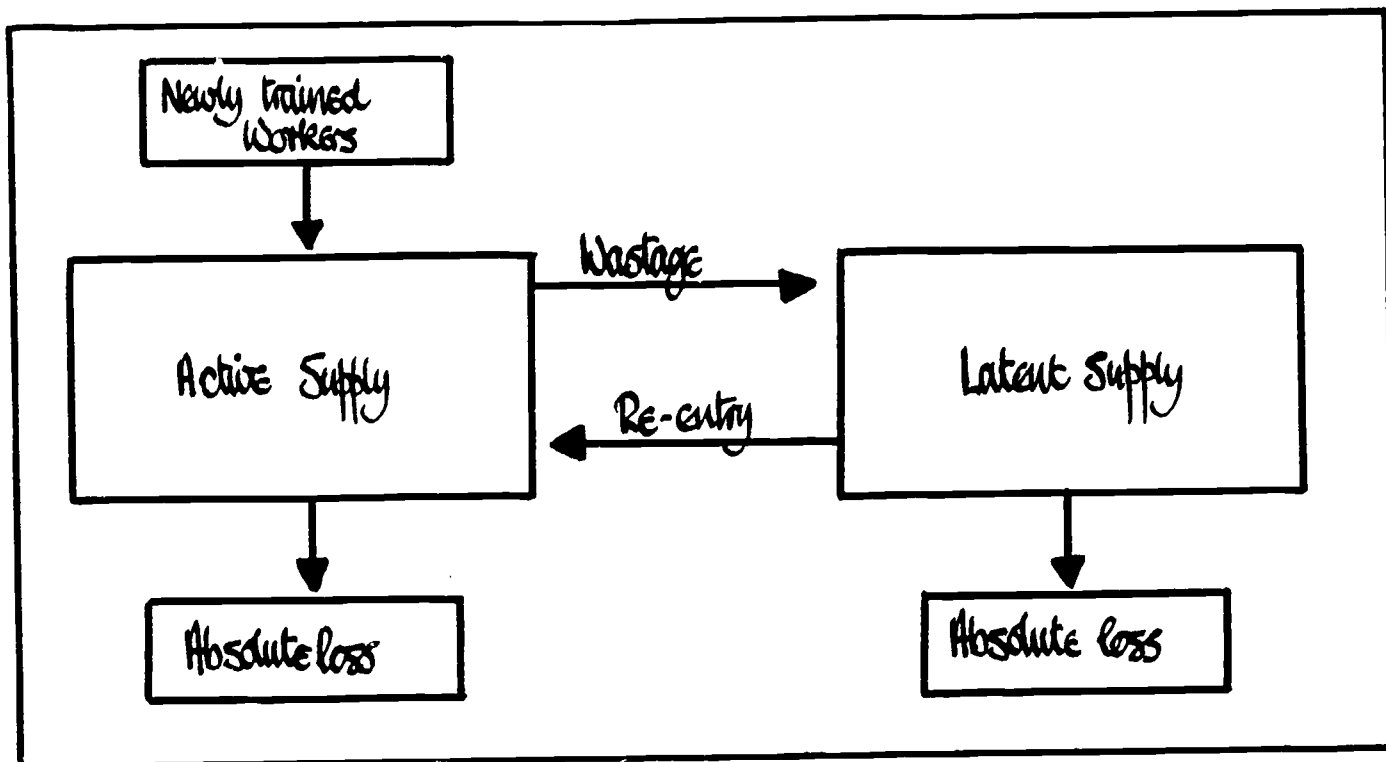 Newly trained
Workers
Wastage
Active Supply
Latent Supply
Re-entry
Absolute loss
Absolute loss